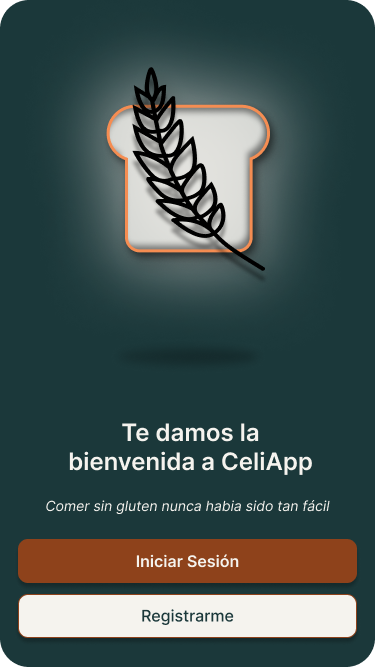 Te damos la
bienvenida a CeliApp
Comer sin gluten nunca habia sido tan fácil
Iniciar Sesión
Registrarme